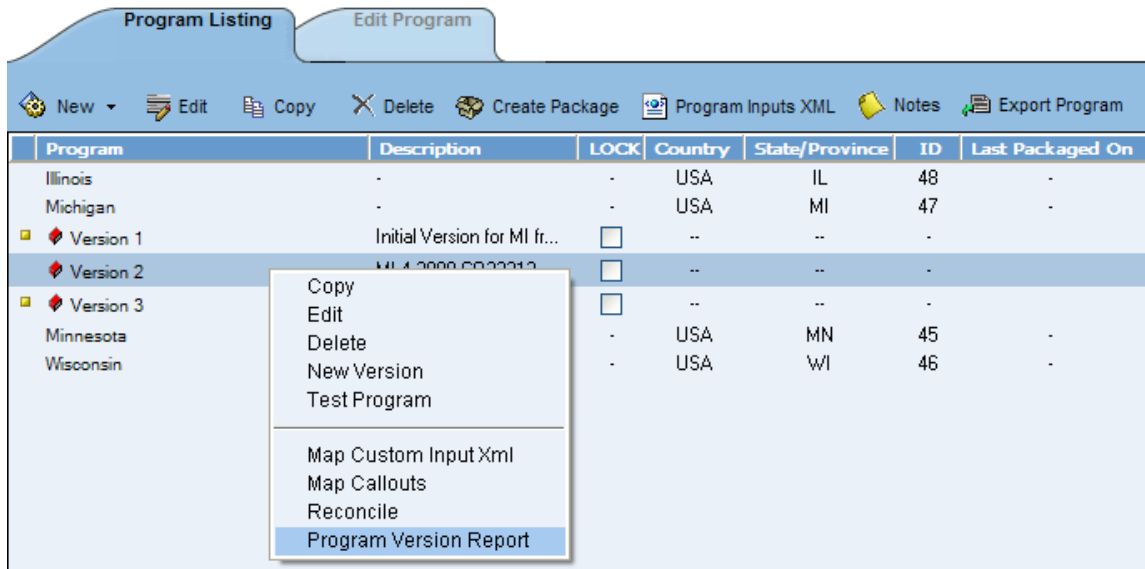 Program Listing Edit Program
New Edit Copy Delete Create Package Program Inputs XML Notes Export Program
Program Description LOCK Country State/Province ID Last Packaged On
Illinois - - USA IL 48 -
Michigan - - USA MI 47 -
Version 1 Initial Version for MI fr... -- -- -
Version 2 -- -- -
Version 3 -- -- -
Minnesota - USA MN 45 -
Wisconsin - USA WI 46 -
Copy
Edit
Delete
New Version
Test Program
Map Custom Input Xml
Map Callouts
Reconcile
Program Version Report